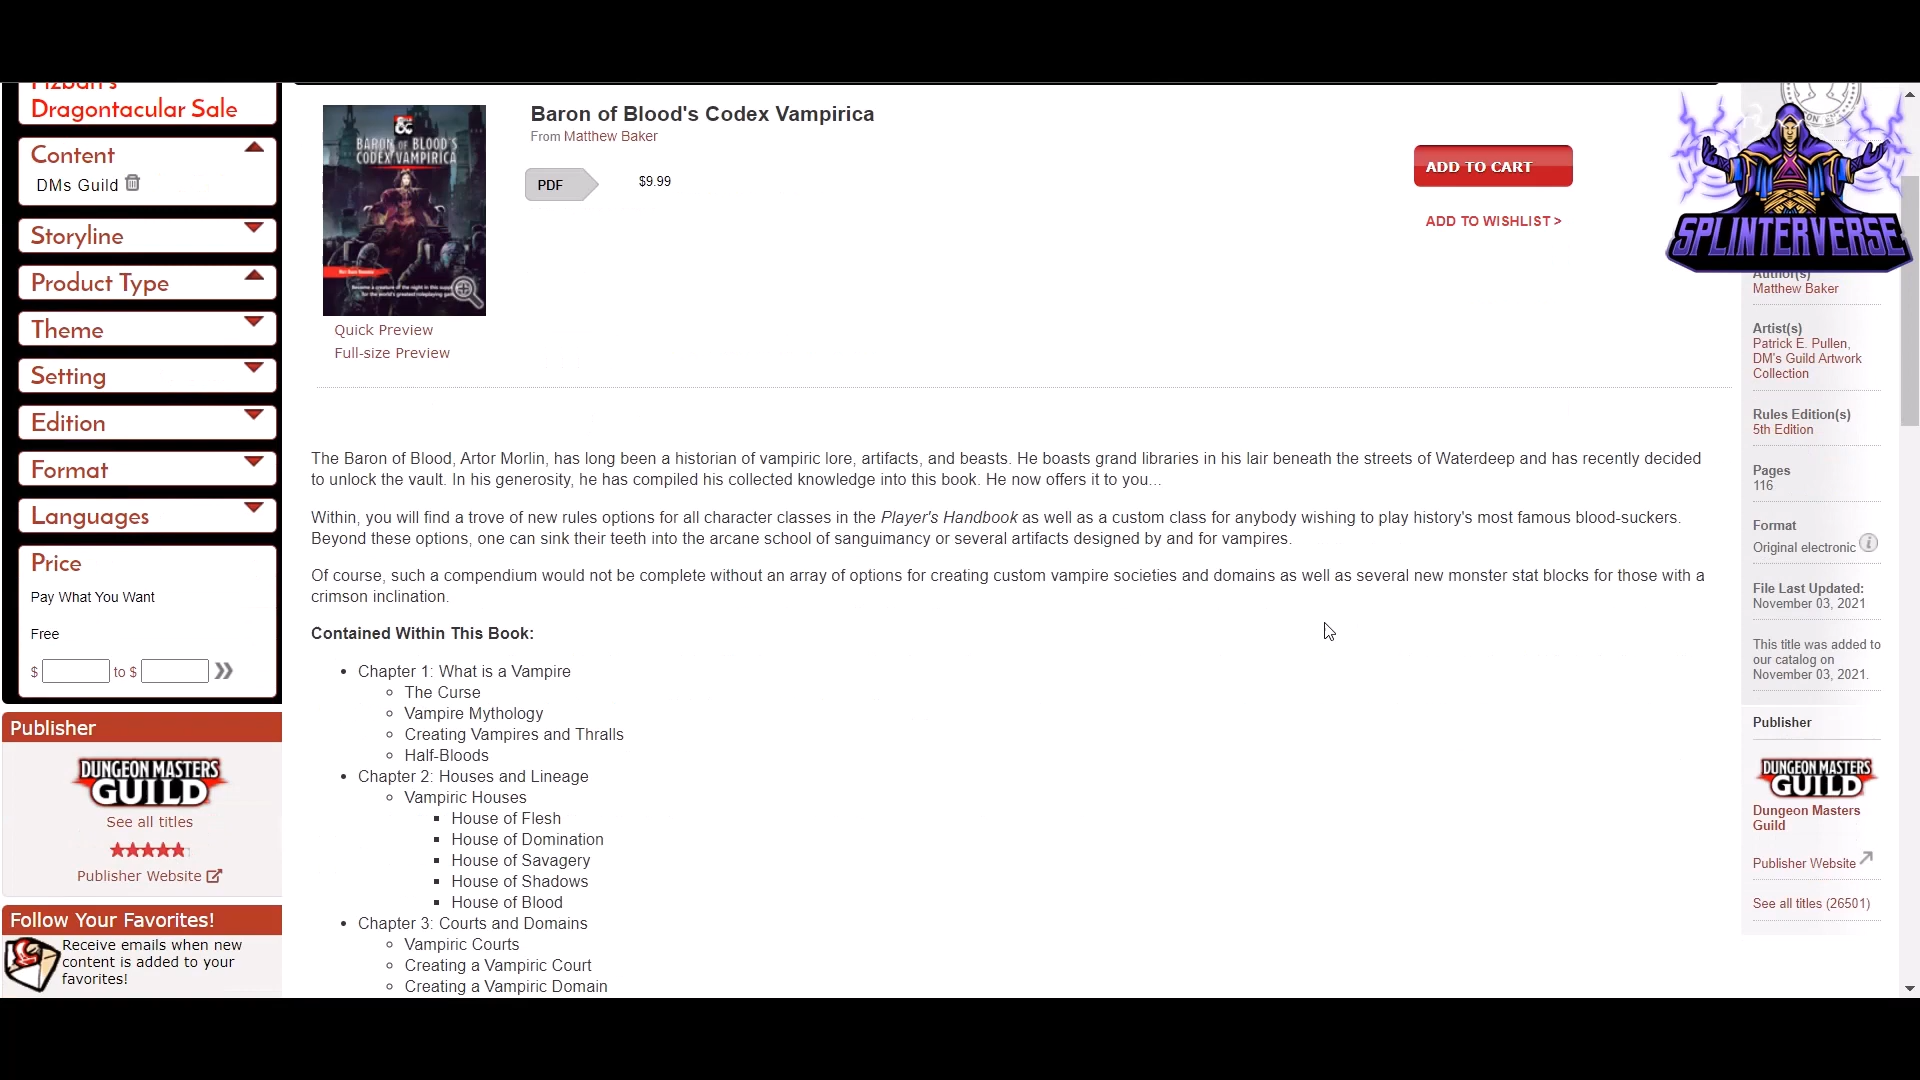 Fizban's
Dragontacular Sale
Content
DMs Guild
Storyline
Product Type
Theme
Setting
Edition
Format
Languages
Price
Pay What You Want
Free
$ to $
Publisher
DUNGEON MASTERS
GUILD
See all titles
Publisher Website
Follow Your Favorites!
Receive emails when new
content is added to your
favorites!
&
BARON OF BLOOD'S
CODEX VAMPIRICA
Quick Preview
Full-size Preview
Baron of Blood's Codex Vampirica
From Matthew Baker
PDF
$9.99
ADD TO CART
ADD TO WISHLIST >
The Baron of Blood, Artor Morlin, has long been a historian of vampiric lore, artifacts, and beasts. He boasts grand libraries in his lair beneath the streets of Waterdeep and has recently decided
to unlock the vault. In his generosity, he has compiled his collected knowledge into this book. He now offers it to you...
Within, you will find a trove of new rules options for all character classes in the Player's Handbook as well as a custom class for anybody wishing to play history's most famous blood-suckers.
Beyond these options, one can sink their teeth into the arcane school of sanguimancy or several artifacts designed by and for vampires.
Of course, such a compendium would not be complete without an array of options for creating custom vampire societies and domains as well as several new monster stat blocks for those with a
crimson inclination.
Contained Within This Book:
• Chapter 1: What is a Vampire
The Curse
Vampire Mythology
Creating Vampires and Thralls
Half-Bloods
• Chapter 2: Houses and Lineage
Vampiric Houses
House of Flesh
House of Domination
House of Savagery
House of Shadows
House of Blood
• Chapter 3: Courts and Domains
Vampiric Courts
Creating a Vampiric Court
Creating a Vampiric Domain
SPLINTERVERSE
Author(s)
Matthew Baker
Artist(s)
Patrick E. Pullen,
DM's Guild Artwork
Collection
Rules Edition(s)
5th Edition
Pages
116
Format
Original electronic
File Last Updated:
November 03, 2021
This title was added to
our catalog on
November 03, 2021.
Publisher
DUNGEON MASTERS
GUILD
Dungeon Masters
Guild
Publisher Website
See all titles (26501)